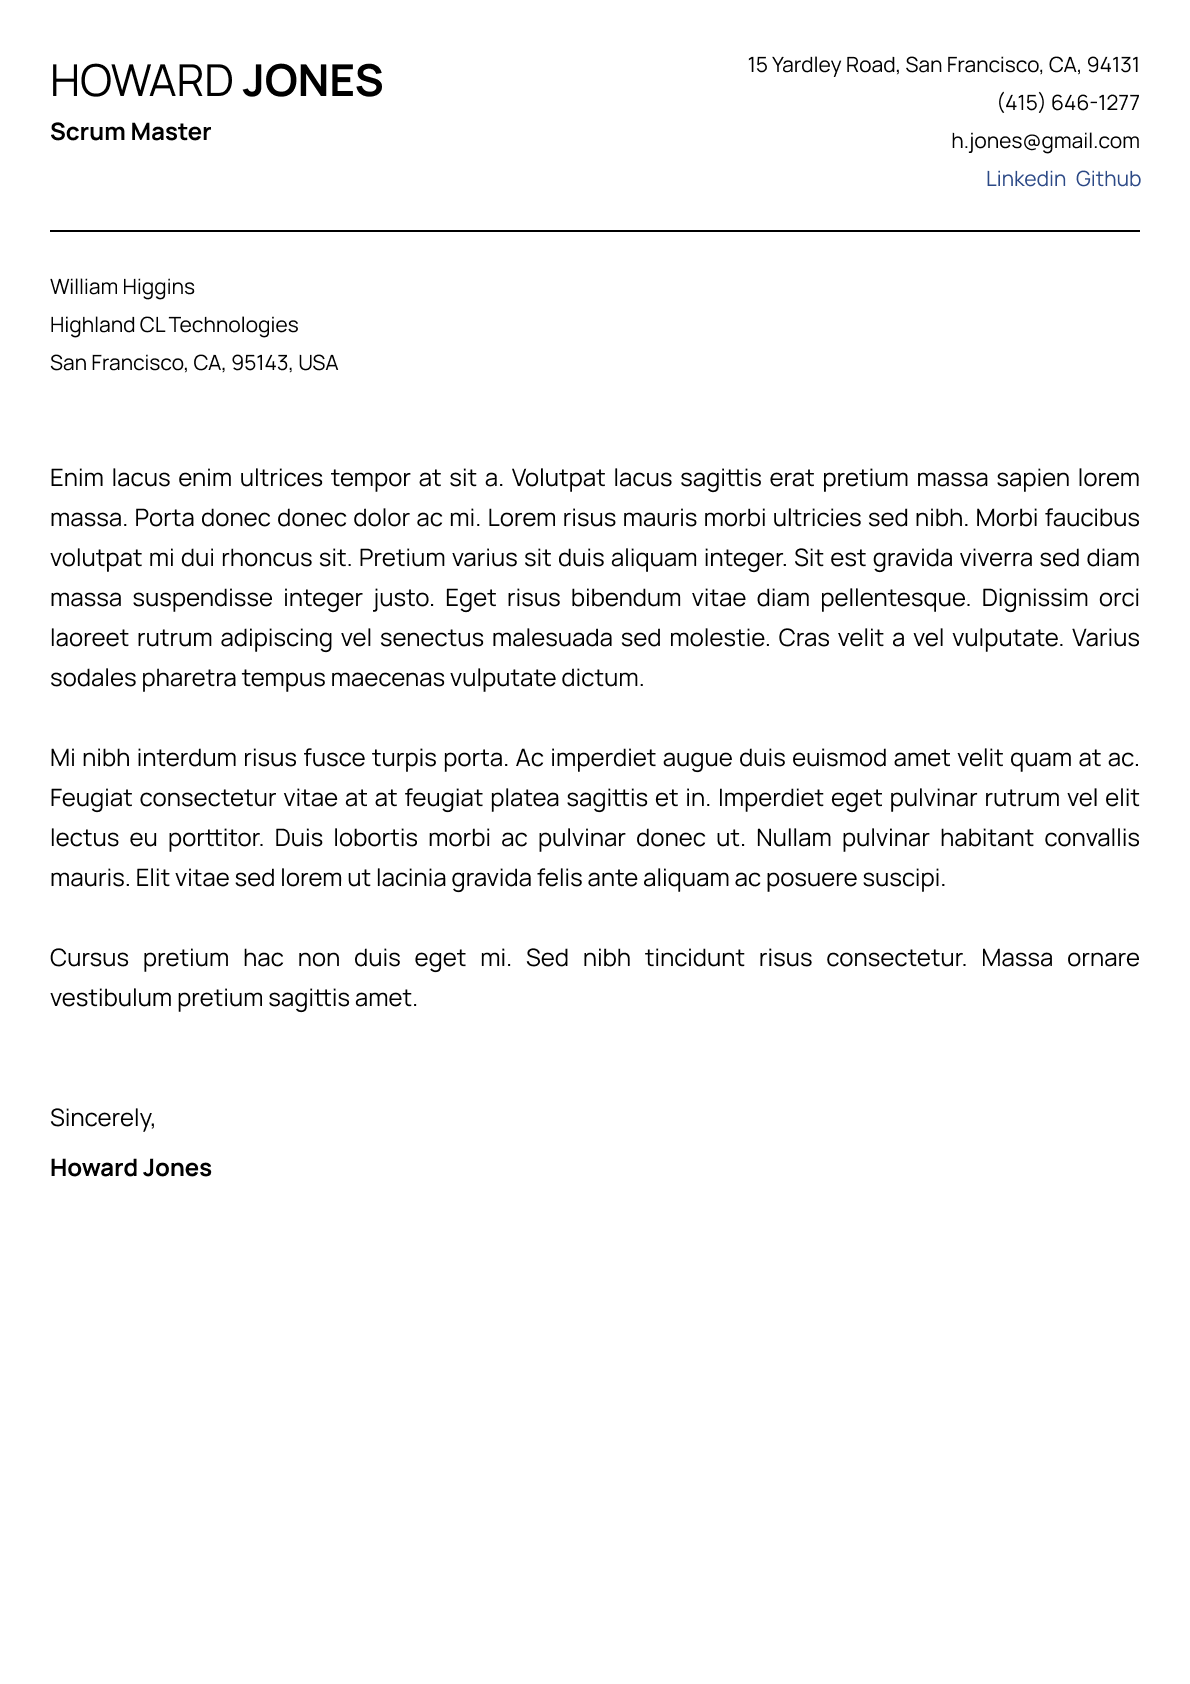 HOWARD JONES
Scrum Master
15 Yardley Road, San Francisco, CA, 94131
(415) 646-1277
h.jones@gmail.com
Linkedin Github
William Higgins
Highland CL Technologies
San Francisco, CA, 95143, USA
Enim lacus enim ultrices tempor at sit a. Volutpat lacus sagittis erat pretium massa sapien lorem
massa. Porta donec donec dolor ac mi. Lorem risus mauris morbi ultricies sed nibh. Morbi faucibus
volutpat mi dui rhoncus sit. Pretium varius sit duis aliquam integer. Sit est gravida viverra sed diam
massa suspendisse integer justo. Eget risus bibendum vitae diam pellentesque. Dignissim orci
laoreet rutrum adipiscing vel senectus malesuada sed molestie. Cras velit a vel vulputate. Varius
sodales pharetra tempus maecenas vulputate dictum.
Mi nibh interdum risus fusce turpis porta. Ac imperdiet augue duis euismod amet velit quam at ac.
Feugiat consectetur vitae at at feugiat platea sagittis et in. Imperdiet eget pulvinar rutrum vel elit
lectus eu porttitor. Duis lobortis morbi ac pulvinar donec ut. Nullam pulvinar habitant convallis
mauris. Elit vitae sed lorem ut lacinia gravida felis ante aliquam ac posuere suscipi.
Cursus pretium hac non duis eget mi. Sed nibh tincidunt risus consectetur. Massa ornare
vestibulum pretium sagittis amet.
Sincerely,
Howard Jones